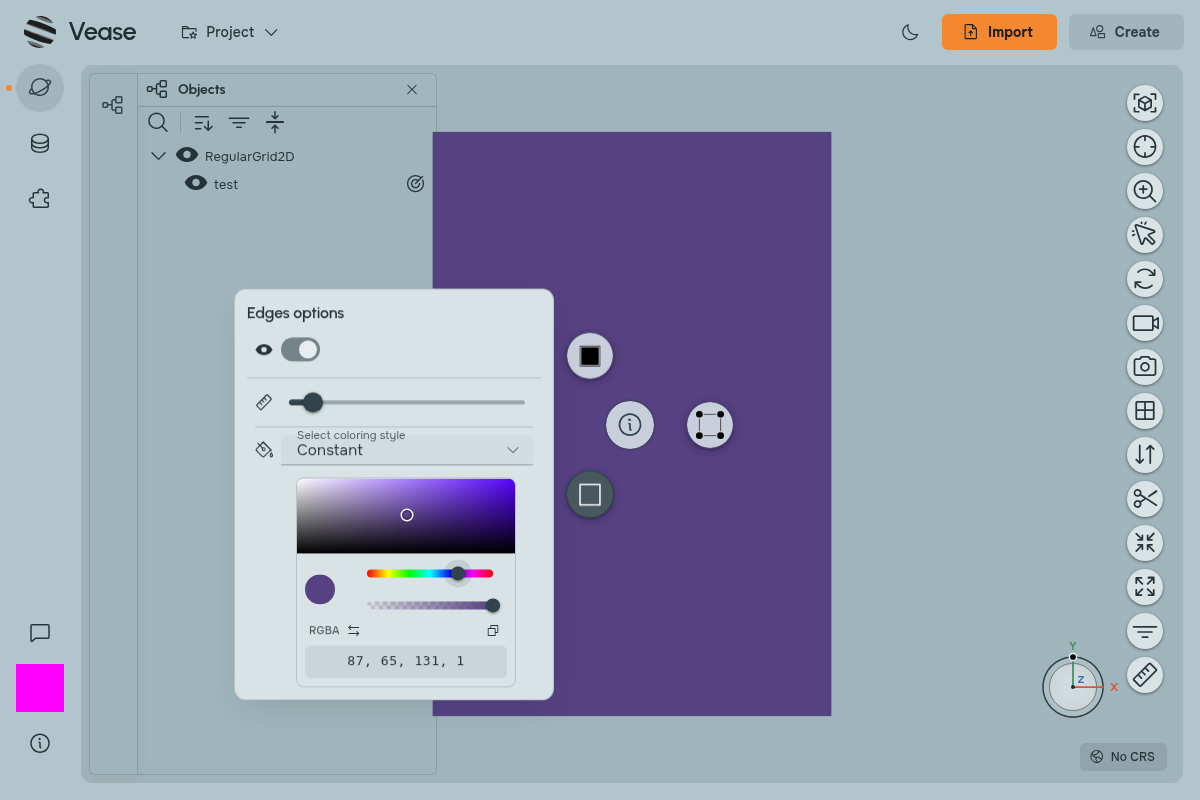 Vease
Project
Import
Create
Objects
RegularGrid2D
test
Edges options
Select coloring style
Constant
RGBA
87, 65, 131, 1
Y
Z
X
No CRS